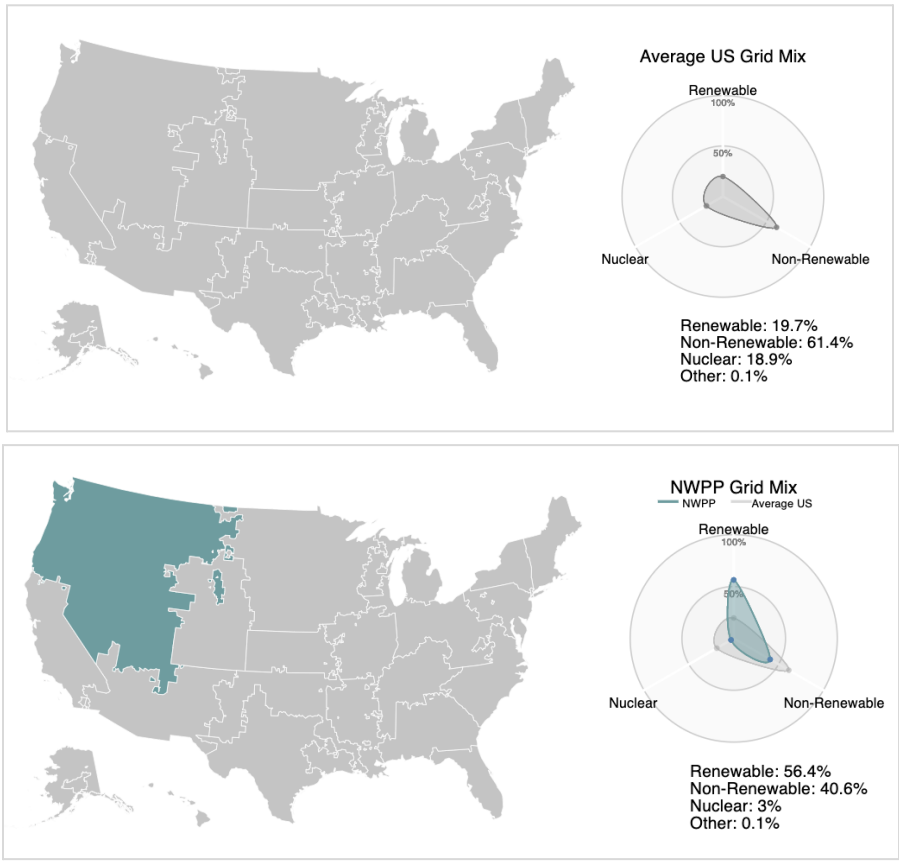 Average US Grid Mix
Renewable
100%
50%
Nuclear
Non-Renewable
Renewable: 19.7%
Non-Renewable: 61.4%
Nuclear: 18.9%
Other: 0.1%
NWPP Grid Mix
NWPP Average US
Renewable
100%
50%
Nuclear
Non-Renewable
Renewable: 56.4%
Non-Renewable: 40.6%
Nuclear: 3%
Other: 0.1%